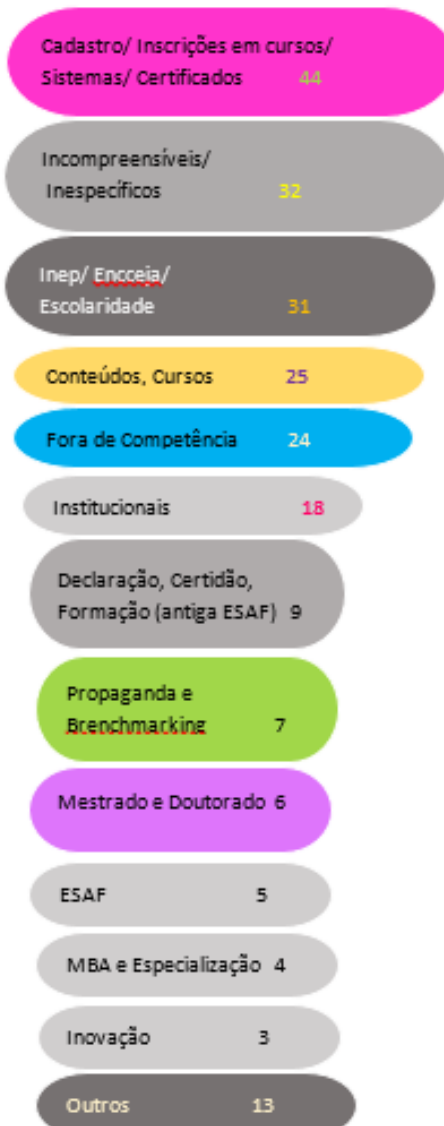 Cadastro/ Inscrições em cursos/
Sistemas/ Certificados 44
Incompreensíveis/
Inespecíficos 32
Inep/ Encceia/
Escolaridade 31
Conteúdos, Cursos 25
Fora de Competência 24
Institucionais 18
Declaração, Certidão,
Formação (antiga ESAF) 9
Propaganda e
Brenchmarking 7
Mestrado e Doutorado 6
ESAF 5
MBA e Especialização 4
Inovação 3
Outros 13